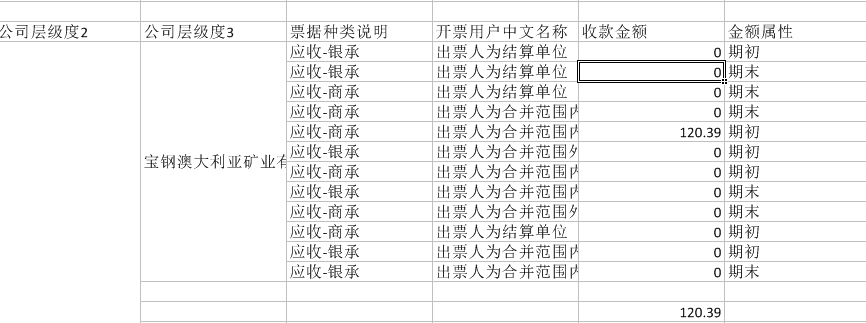 公司层级度2 公司层级度3 票据种类说明 开票用户中文名称 收款金额 金额属性
应收-银承 出票人为结算单位 0 期初
应收-银承 出票人为结算单位 0 期末
应收-商承 出票人为结算单位 0 期末
应收-商承 出票人为合并范围内 0 期末
应收-商承 出票人为合并范围内 120.39 期初
应收-银承 出票人为合并范围外 0 期初
宝钢澳大利亚矿业有
应收-商承 出票人为合并范围内 0 期初
应收-银承 出票人为合并范围内 0 期末
应收-商承 出票人为合并范围外 0 期末
应收-商承 出票人为结算单位 0 期初
应收-银承 出票人为合并范围内 0 期初
应收-银承 出票人为合并范围内 0 期末
120.39